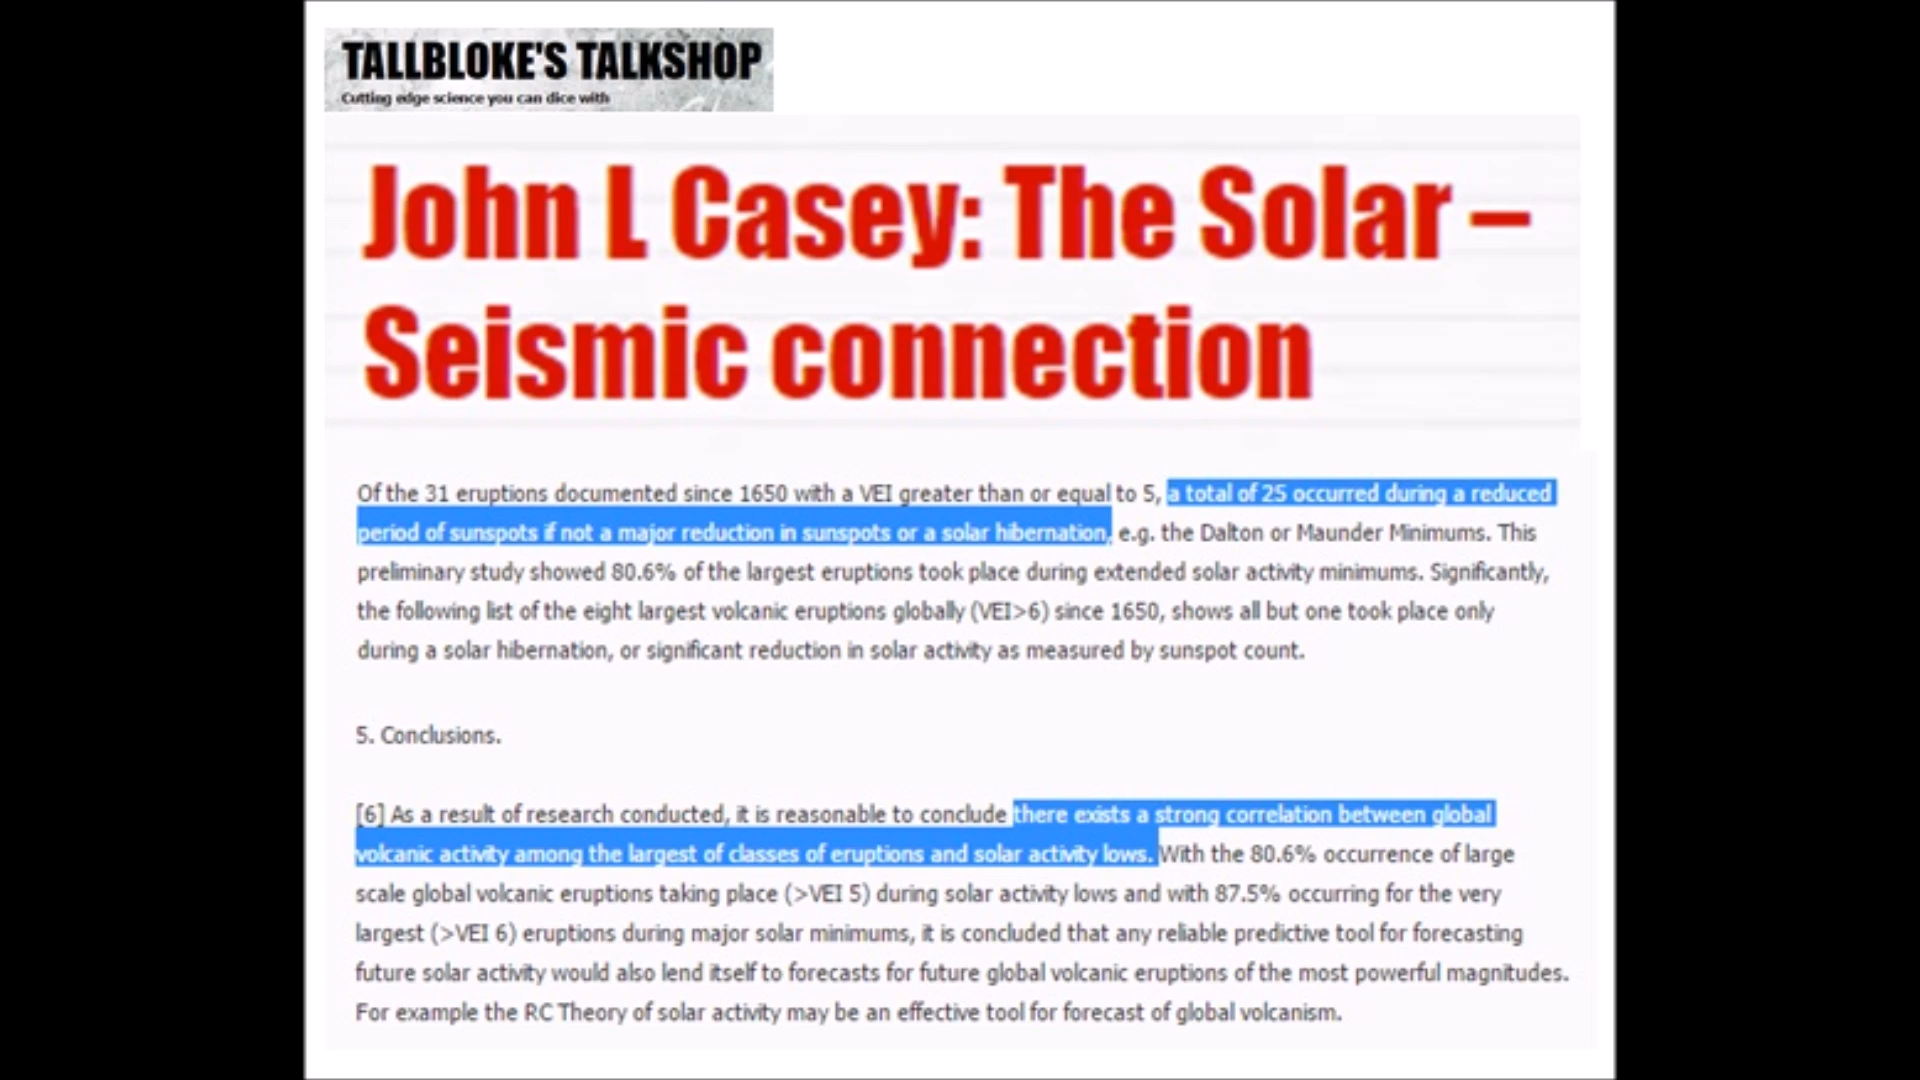 TALLBLOKE'S TALKSHOP
Cutting edge science you can dice with
John L Casey: The Solar –
Seismic connection
Of the 31 eruptions documented since 1650 with a VEI greater than or equal to 5, a total of 25 occurred during a reduced
period of sunspots if not a major reduction in sunspots or a solar hibernation, e.g. the Dalton or Maunder Minimums. This
preliminary study showed 80.6% of the largest eruptions took place during extended solar activity minimums. Significantly,
the following list of the eight largest volcanic eruptions globally (VEI>6) since 1650, shows all but one took place only
during a solar hibernation, or significant reduction in solar activity as measured by sunspot count.
5. Conclusions.
[6] As a result of research conducted, it is reasonable to conclude there exists a strong correlation between global
volcanic activity among the largest of classes of eruptions and solar activity lows. With the 80.6% occurrence of large
scale global volcanic eruptions taking place (>VEI 5) during solar activity lows and with 87.5% occurring for the very
largest (>VEI 6) eruptions during major solar minimums, it is concluded that any reliable predictive tool for forecasting
future solar activity would also lend itself to forecasts for future global volcanic eruptions of the most powerful magnitudes.
For example the RC Theory of solar activity may be an effective tool for forecast of global volcanism.